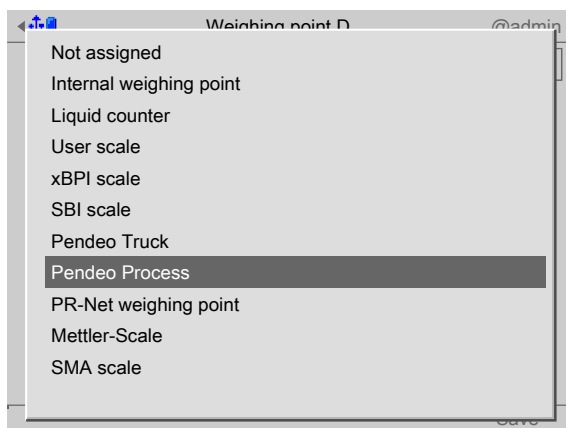 Weighing point D
@admin
Not assigned
Internal weighing point
Liquid counter
User scale
xBPI scale
SBI scale
Pendeo Truck
Pendeo Process
PR-Net weighing point
Mettler-Scale
SMA scale
Save